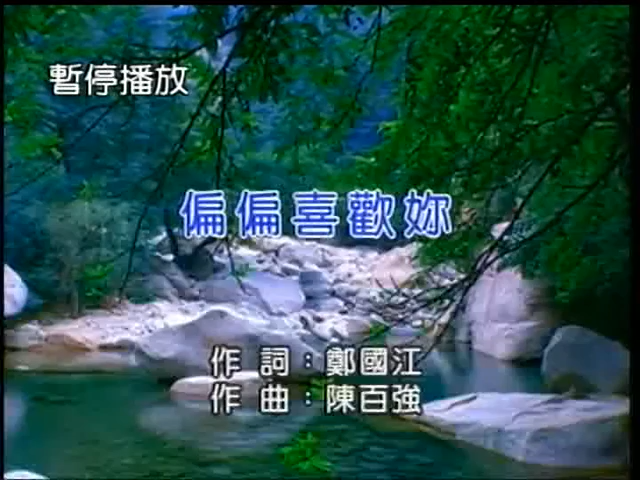 暫停播放
偏偏喜歡妳
作 詞：鄭國江
作 曲：陳百強